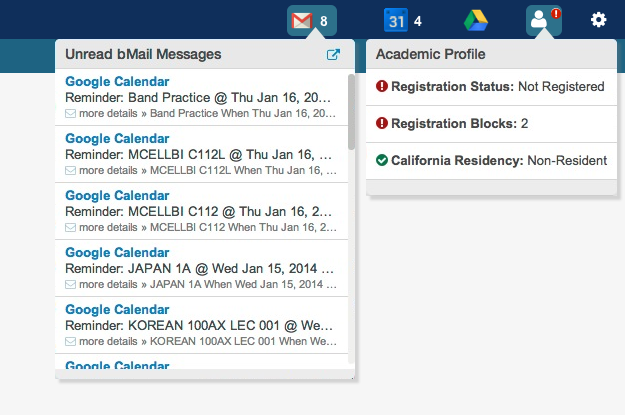 8
31
4
Unread bMail Messages
Academic Profile
Google Calendar
Reminder: Band Practice @ Thu Jan 16, 20...
more details » Band Practice When Thu Jan 16, 20...
Google Calendar
Reminder: MCELLBI C112L @ Thu Jan 16, ...
more details » MCELLBI C112L When Thu Jan 16, ...
Google Calendar
Reminder: MCELLBI C112 @ Thu Jan 16, 2...
more details » MCELLBI C112 When Thu Jan 16, 20...
Google Calendar
Reminder: JAPAN 1A @ Wed Jan 15, 2014 ...
more details » JAPAN 1A When Wed Jan 15, 2014 ...
Google Calendar
Reminder: KOREAN 100AX LEC 001 @ We...
more details » KOREAN 100AX LEC 001 When We...
Google Calendar
Registration Status: Not Registered
Registration Blocks: 2
California Residency: Non-Resident